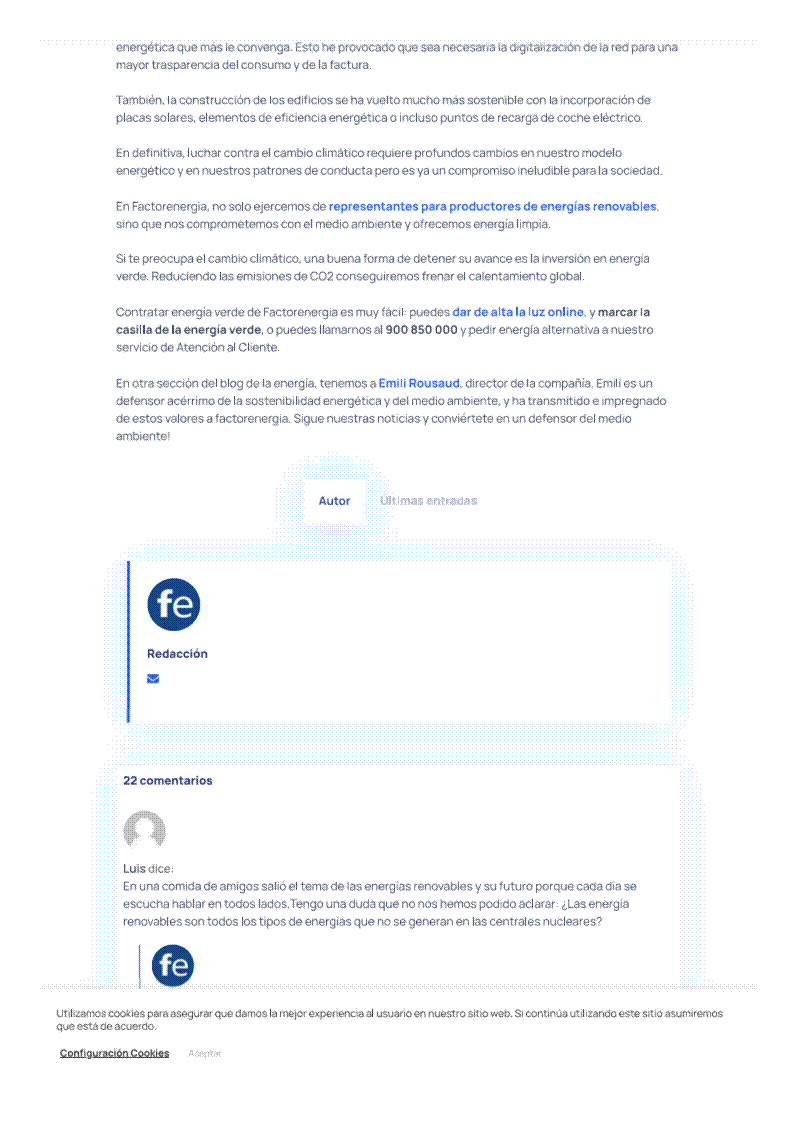 energética que más le convenga. Esto he provocado que sea necesaria la digitalización de la red para una
mayor trasparencia del consumo y de la factura.
También, la construcción de los edificios se ha vuelto mucho más sostenible con la incorporación de
placas solares, elementos de eficiencia energética o incluso puntos de recarga de coche eléctrico.
En definitiva, luchar contra el cambio climático requiere profundos cambios en nuestro modelo
energético y en nuestros patrones de conducta pero es ya un compromiso ineludible para la sociedad.
En Factorenergia, no solo ejercemos de representantes para productores de energías renovables,
sino que nos comprometemos con el medio ambiente y ofrecemos energía limpia.
Si te preocupa el cambio climático, una buena forma de detener su avance es la inversión en energía
verde. Reduciendo las emisiones de CO2 conseguiremos frenar el calentamiento global.
Contratar energía verde de Factorenergia es muy fácil: puedes dar de alta la luz online, y marcar la
casilla de la energía verde, o puedes llamarnos al 900 850 000 y pedir energía alternativa a nuestro
servicio de Atención al Cliente.
En otra sección del blog de la energía, tenemos a Emili Rousaud, director de la compañía. Emili es un
defensor acérrimo de la sostenibilidad energética y del medio ambiente, y ha transmitido e impregnado
de estos valores a factorenergia. Sigue nuestras noticias y conviértete en un defensor del medio
ambiente!
Autor Últimas entradas
fe
Redacción
22 comentarios
Luis dice:
En una comida de amigos salió el tema de las energías renovables y su futuro porque cada día se
escucha hablar en todos lados.Tengo una duda que no nos hemos podido aclarar: ¿Las energía
renovables son todos los tipos de energías que no se generan en las centrales nucleares?
fe
Utilizamos cookies para asegurar que damos la mejor experiencia al usuario en nuestro sitio web. Si continúa utilizando este sitio asumiremos
que está de acuerdo.
Configuración Cookies Aceptar